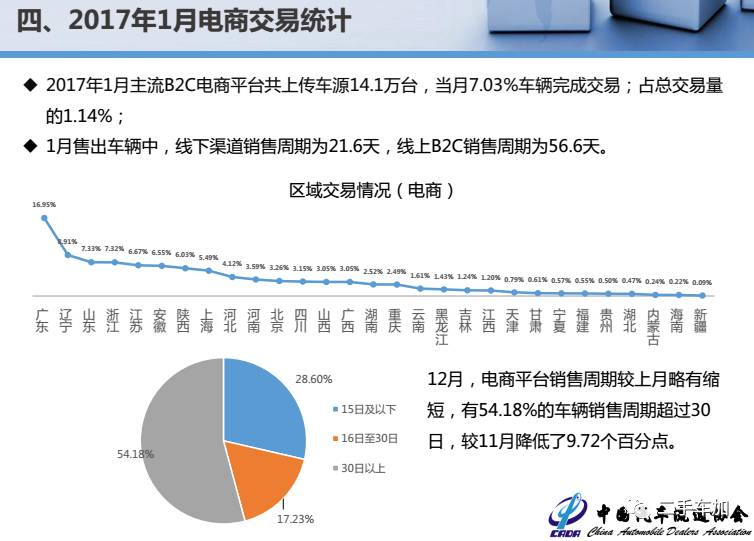 四、2017年1月电商交易统计
◆ 2017年1月主流B2C电商平台共上传车源14.1万台，当月7.03%车辆完成交易；占总交易量
的1.14%；
◆ 1月售出车辆中，线下渠道销售周期为21.6天，线上B2C销售周期为56.6天。
区域交易情况（电商）
16.95% 8.91% 7.33% 7.32% 6.67% 6.55% 6.03% 5.49% 4.12% 3.59% 3.26% 3.15% 3.05% 3.05% 2.52% 2.49% 1.61% 1.43% 1.24% 1.20% 0.79% 0.61% 0.57% 0.55% 0.50% 0.47% 0.24% 0.22% 0.09%
广东 辽宁 山东 浙江 江苏 安徽 陕西 上海 河北 河南 北京 四川 山西 广西 湖南 重庆 云南 黑龙江 吉林 江西 天津 甘肃 宁夏 福建 贵州 湖北 内蒙古 海南 新疆
28.60%
17.23%
54.18%
15日及以下
16日至30日
30日以上
12月，电商平台销售周期较上月略有缩
短，有54.18%的车辆销售周期超过30
日，较11月降低了9.72个百分点。
二手车加
CADA
中国汽车流通协会
China Automobile Dealers Association